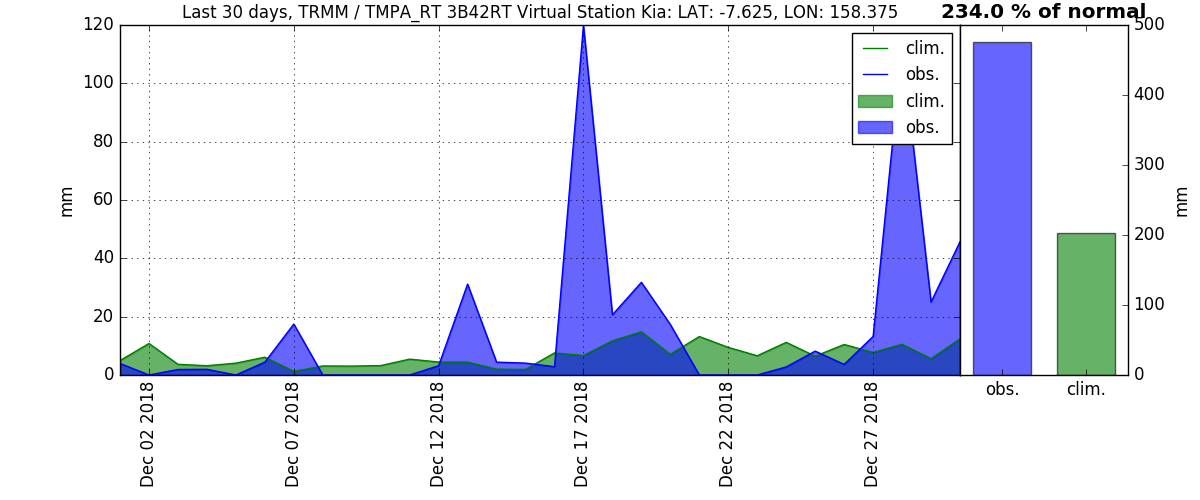 Last 30 days, TRMM / TMPA_RT 3B42RT Virtual Station Kia: LAT: -7.625, LON: 158.375
234.0 % of normal
120
100
80
60
40
20
0
mm
clim.
obs.
clim.
obs.
Dec 02 2018
Dec 07 2018
Dec 12 2018
Dec 17 2018
Dec 22 2018
Dec 27 2018
500
400
300
200
100
0
mm
obs.
clim.